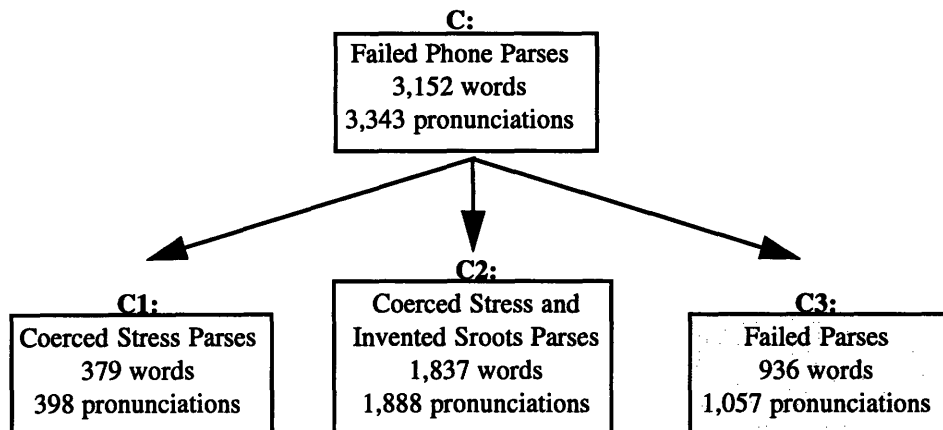 C:
Failed Phone Parses
3,152 words
3,343 pronunciations
C1:
Coerced Stress Parses
379 words
398 pronunciations
C2:
Coerced Stress and
Invented Sroots Parses
1,837 words
1,888 pronunciations
C3:
Failed Parses
936 words
1,057 pronunciations